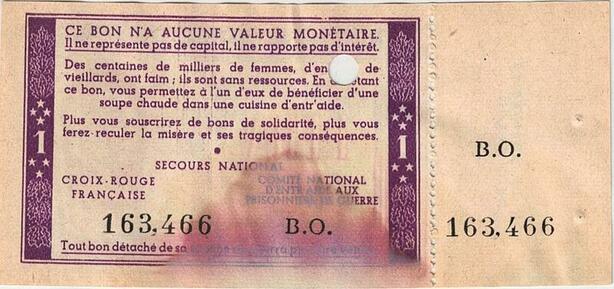 CE BON N'A AUCUNE VALEUR MONÉTAIRE.
Il ne représente pas de capital, il ne rapporte pas d'intérêt.
Des centaines de milliers de femmes, d'en de
vieillards, ont faim ; ils sont sans ressources. En a tant
ce bon, vous permettez à l'un d'eux de bénéficier d'une
soupe chaude dans une cuisine d'entr'aide.
Plus vous souscrirez de bons de solidarité, plus vous
ferez reculer la misère et ses tragiques conséquences.
SECOURS NATIONAL
CROIX-ROUGE
FRANÇAISE
COMITÉ NATIONAL
D'ENTR'AIDE AUX
PRISONNIERS DE GUERRE
1
1
163,466 B.O.
Tout bon détaché de sa
B.O.
163,466